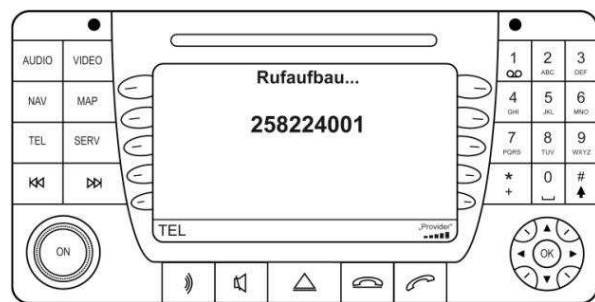 AUDIO VIDEO
NAV MAP
TEL SERV
ON
Rufaufbau...
258224001
TEL
„Provider"
1
2 ABC
3 DEF
4 GHI
5 JKL
6 MNO
7 PQRS
8 TUV
9 WXYZ
* +
0
#
OK